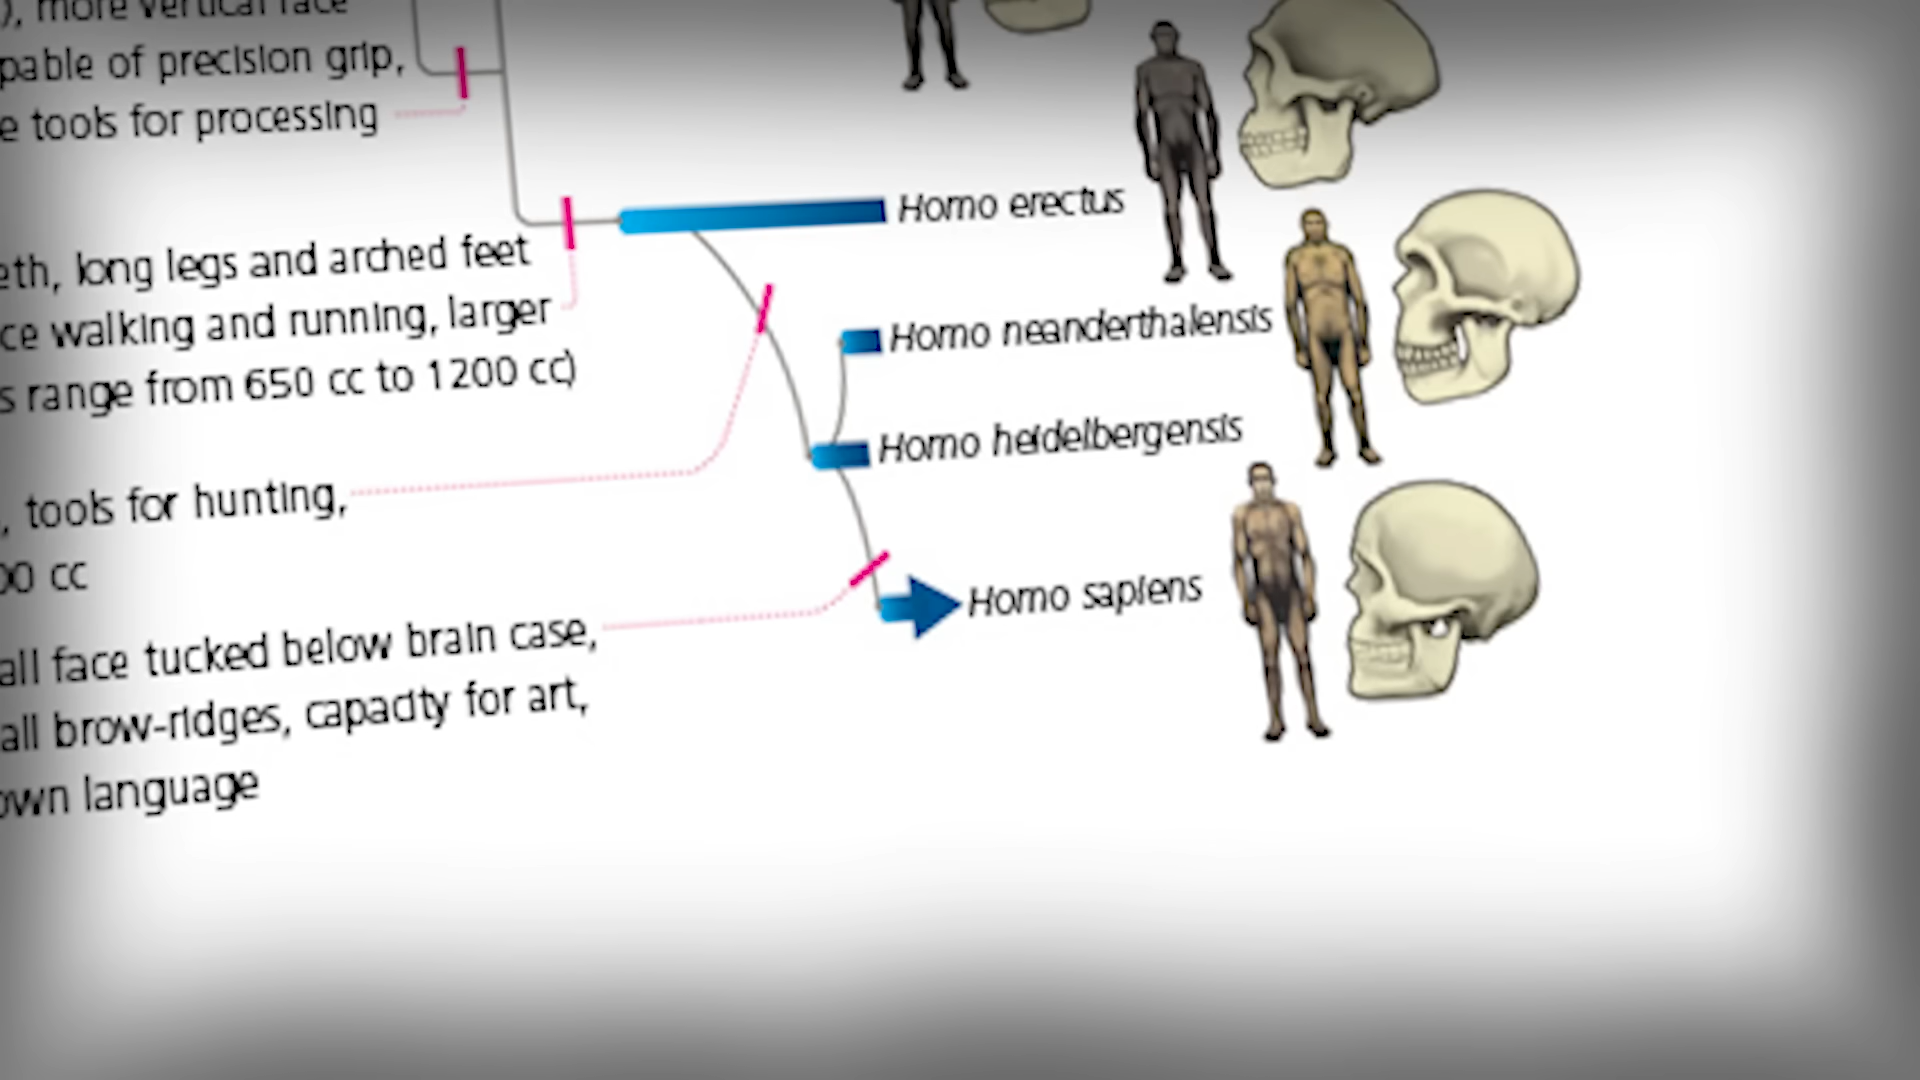 ), more vertical face
pable of precision grip,
e tools for processing
Homo erectus
eth, long legs and arched feet
ce walking and running, larger
s range from 650 cc to 1200 cc)
Homo neanderthalensis
Homo heidelbergensis
, tools for hunting,
00 cc
Homo sapiens
all face tucked below brain case,
all brow-ridges, capacity for art,
own language